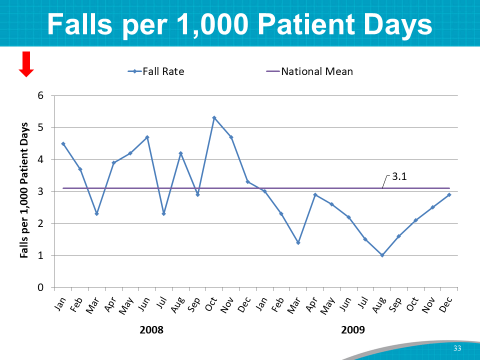 Falls per 1,000 Patient Days
Fall Rate
National Mean
Falls per 1,000 Patient Days
6
5
4
3
2
1
0
3.1
Jan Feb Mar Apr May Jun Jul Aug Sep Oct Nov Dec Jan Feb Mar Apr May Jun Jul Aug Sep Oct Nov Dec
2008 2009
33